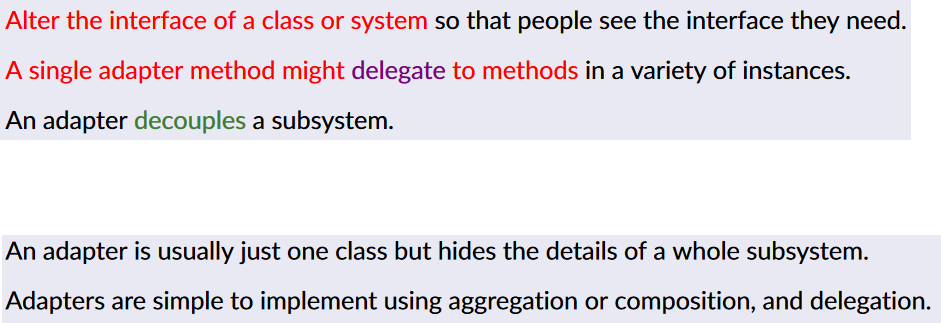 Alter the interface of a class or system so that people see the interface they need.
A single adapter method might delegate to methods in a variety of instances.
An adapter decouples a subsystem.
An adapter is usually just one class but hides the details of a whole subsystem.
Adapters are simple to implement using aggregation or composition, and delegation.